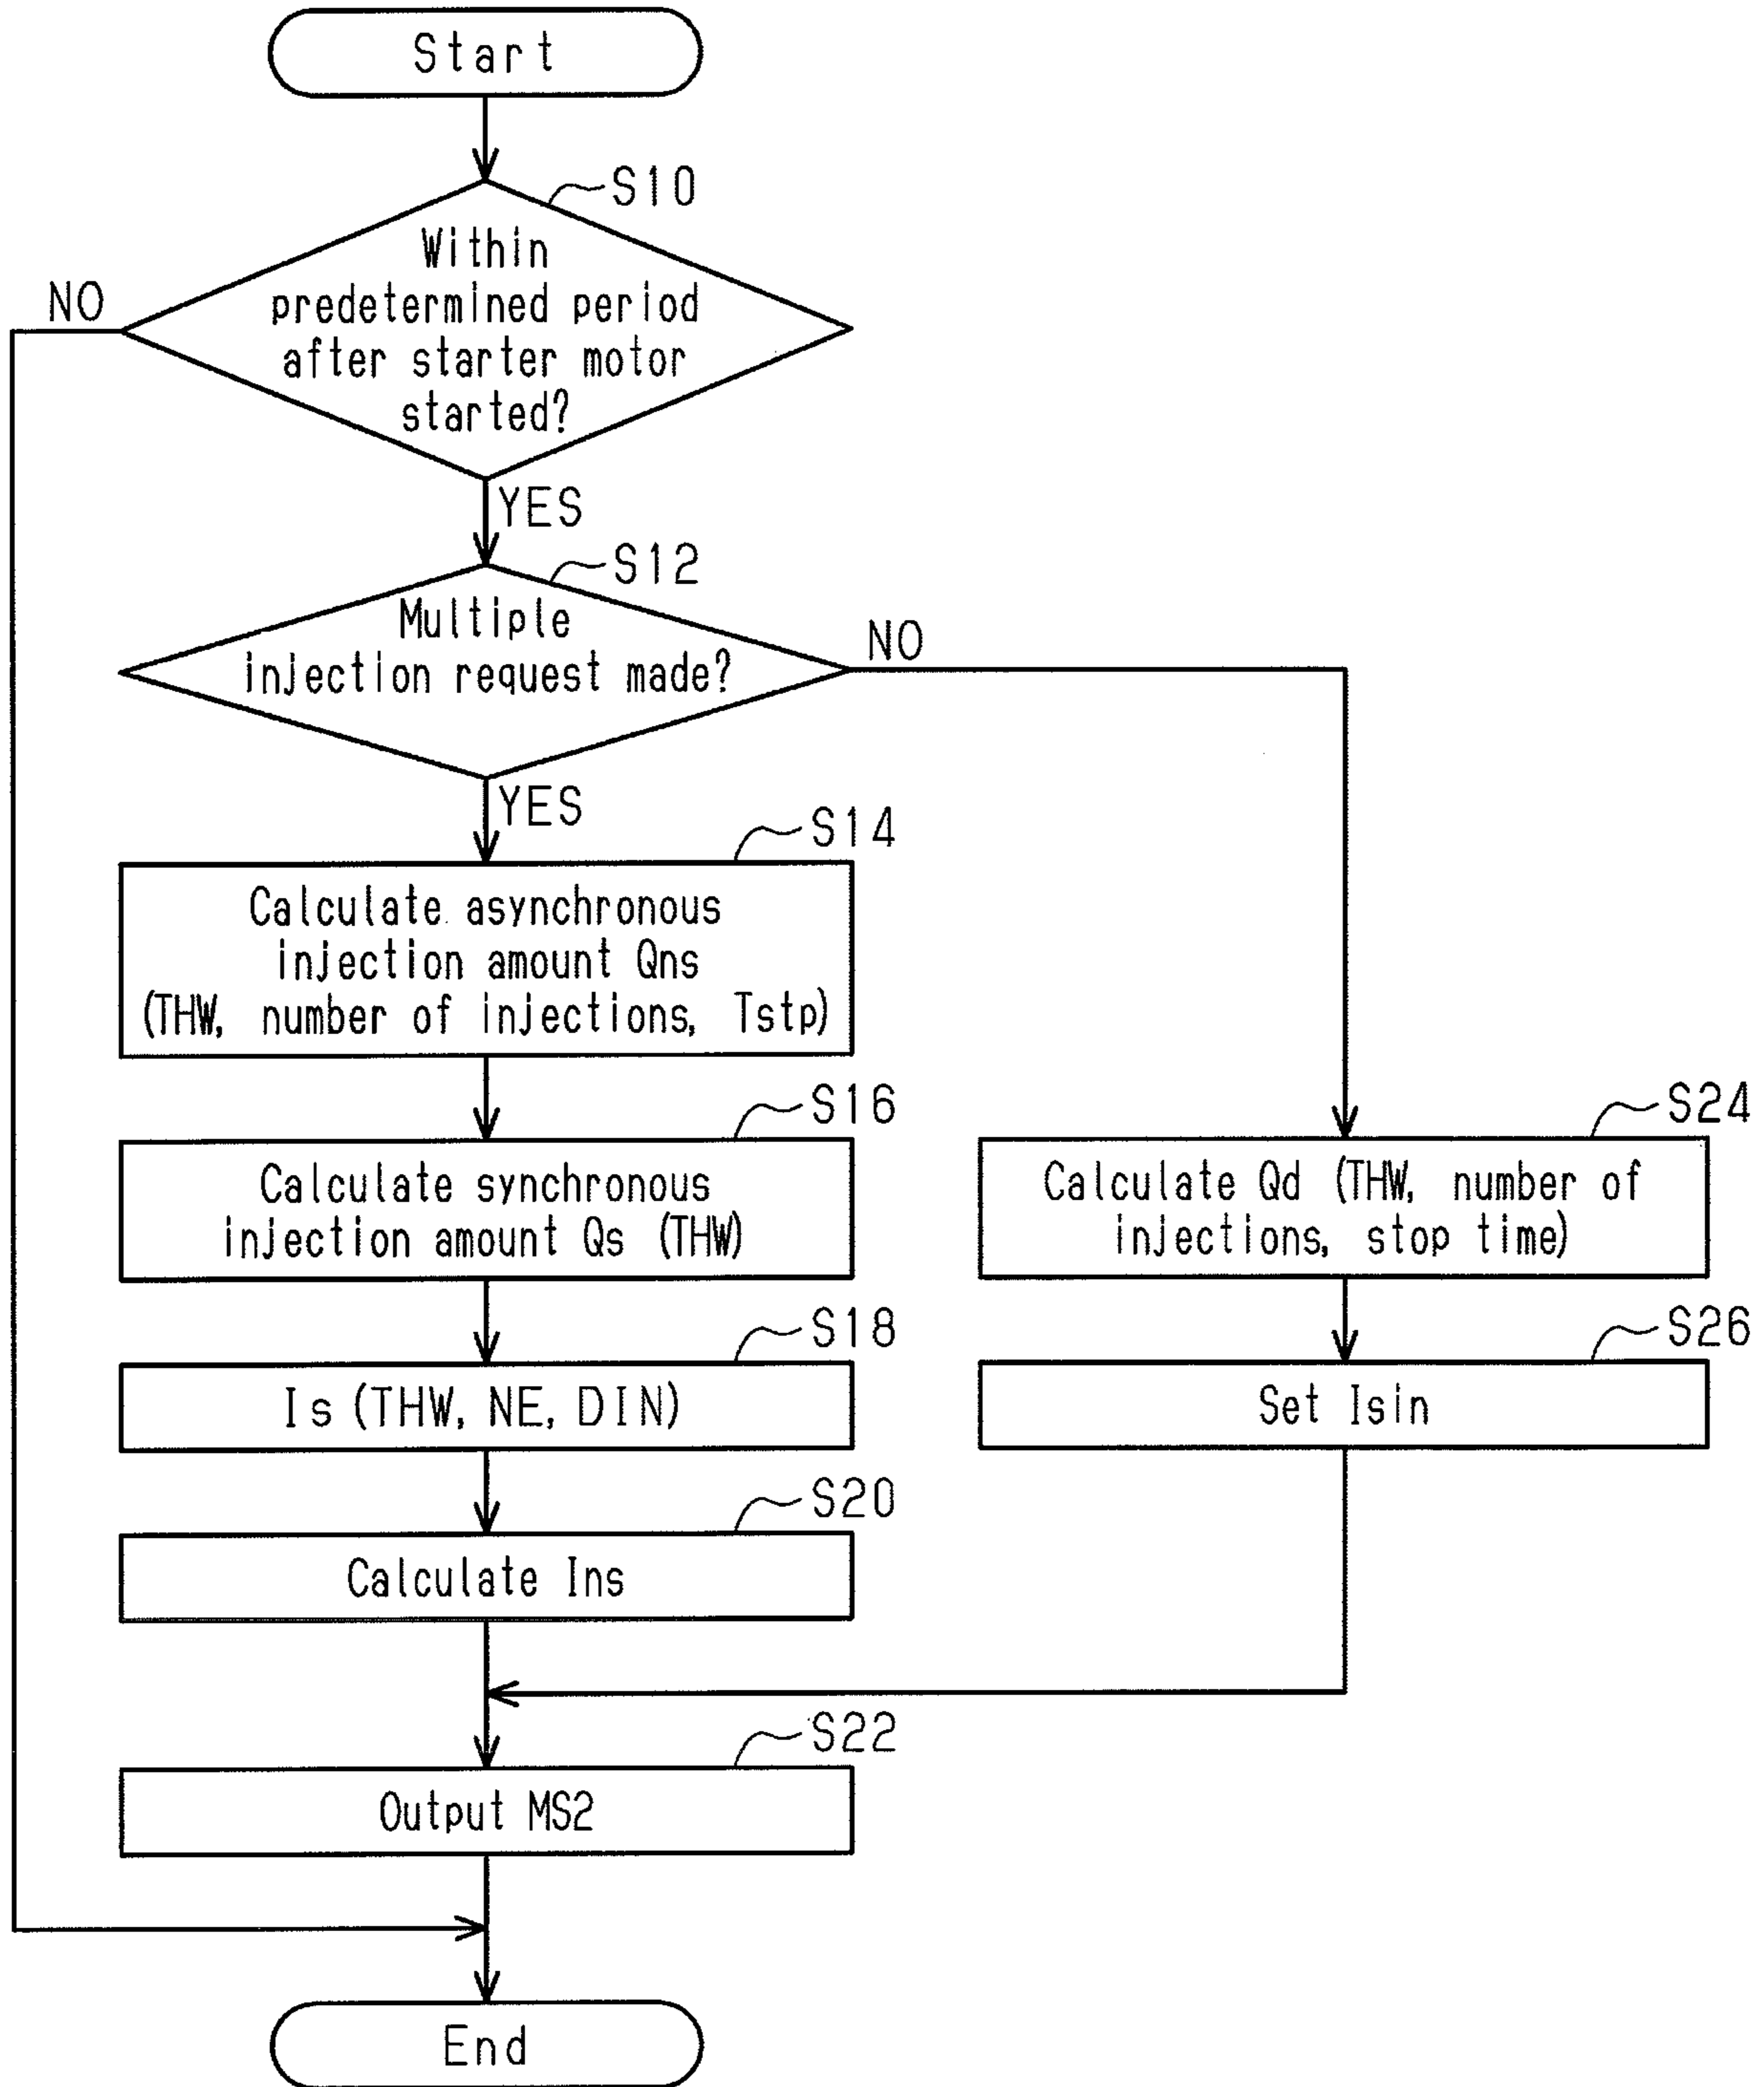 Start
S10
Within
predetermined period
after starter motor
started?
NO
YES
S12
Multiple
injection request made?
NO
YES
S14
Calculate asynchronous
injection amount Qns
(THW, number of injections, Tstp)
S16
Calculate synchronous
injection amount Qs (THW)
S24
Calculate Qd (THW, number of
injections, stop time)
S18
Is (THW, NE, DIN)
S26
Set Isin
S20
Calculate Ins
S22
Output MS2
End